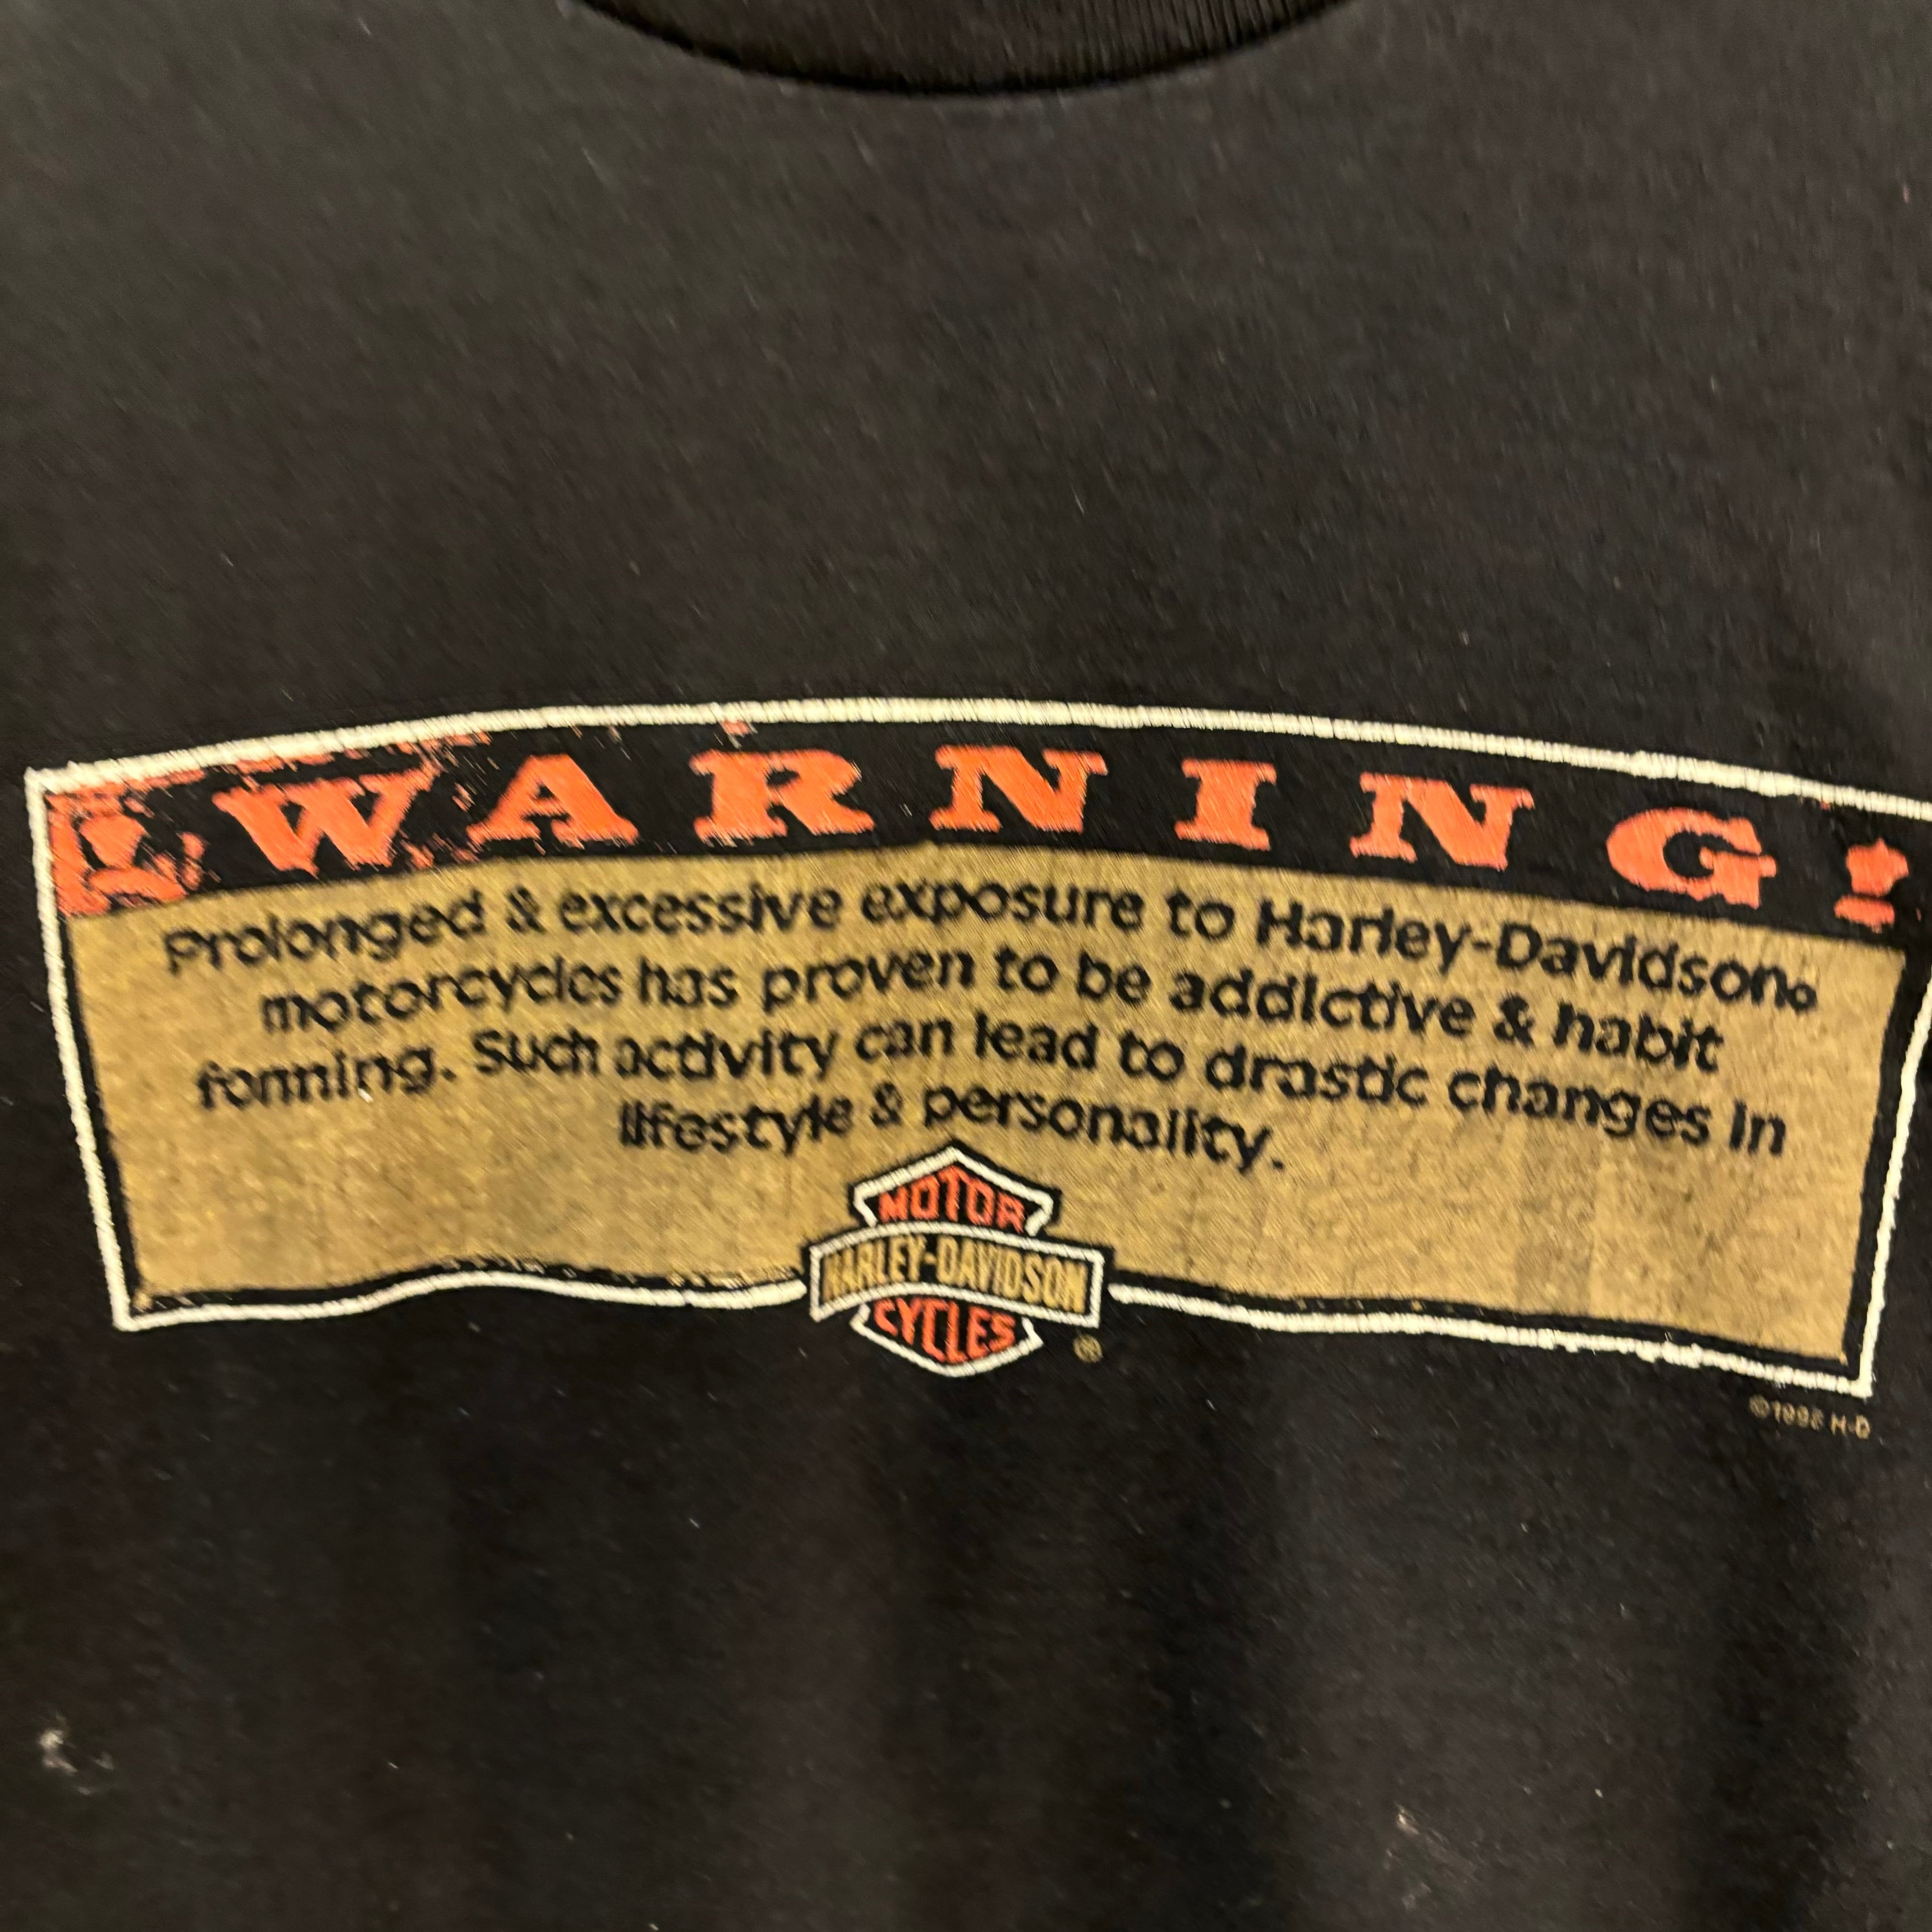 ! WARNING!
Prolonged & excessive exposure to Harley-Davidson®
motorcycles has proven to be addictive & habit
forming. Such activity can lead to drastic changes in
lifestyle & personality.
MOTOR
HARLEY-DAVIDSON
CYCLES
®
H-D